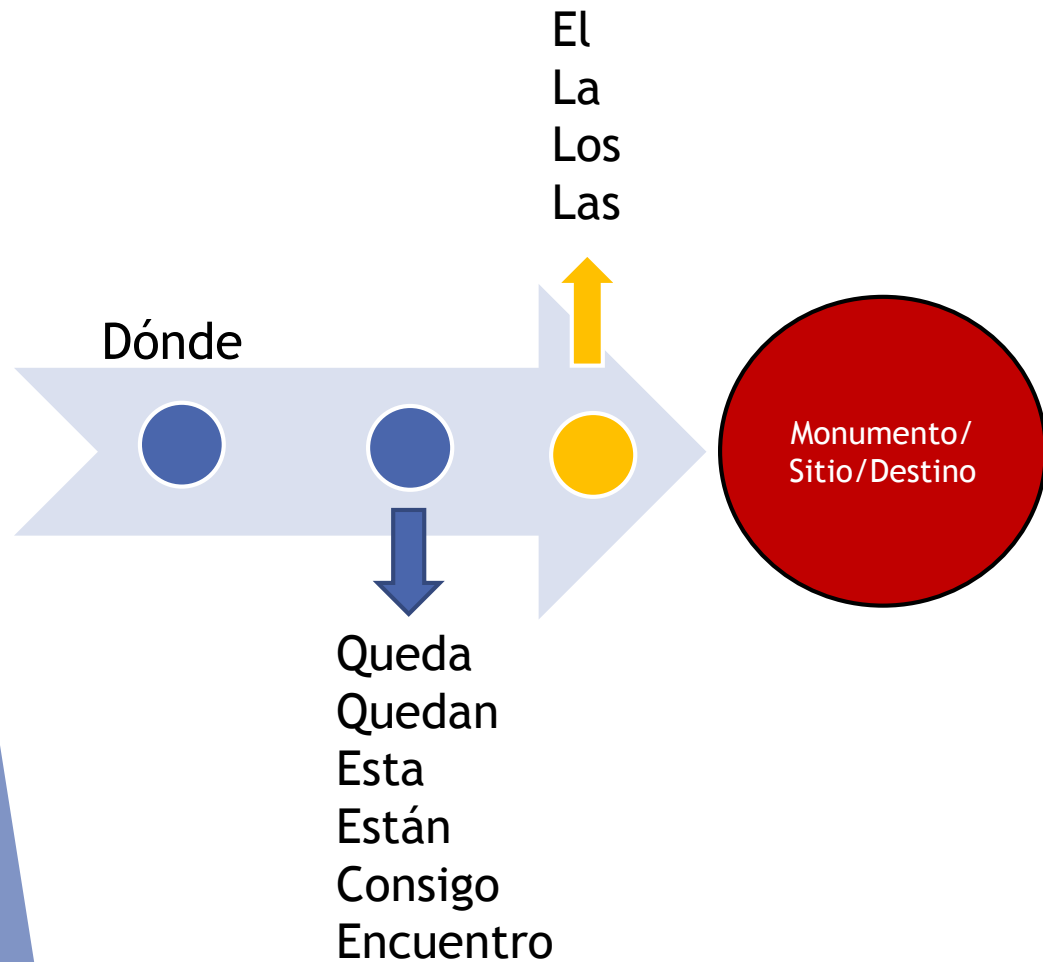 El
La
Los
Las
Dónde
Monumento/
Sitio/Destino
Queda
Quedan
Esta
Están
Consigo
Encuentro